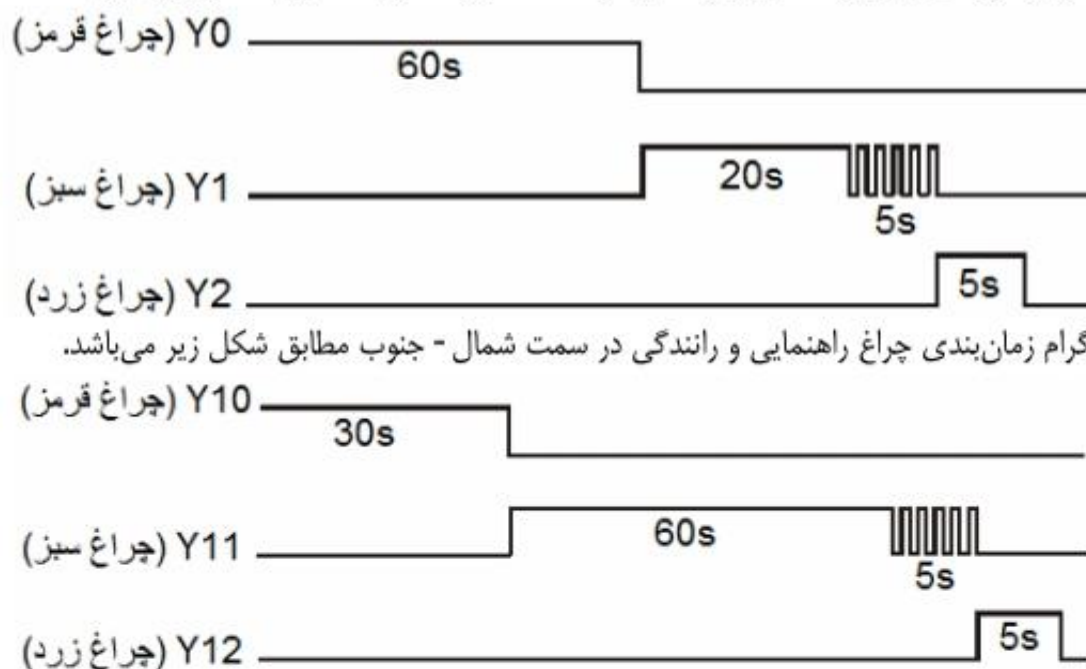 Y0 (چراغ قرمز)
60s
Y1 (چراغ سبز)
20s
5s
Y2 (چراغ زرد)
5s
گرام زمان‌بندی چراغ راهنمایی و رانندگی در سمت شمال - جنوب مطابق شکل زیر می‌باشد.
Y10 (چراغ قرمز)
30s
Y11 (چراغ سبز)
60s
5s
Y12 (چراغ زرد)
5s